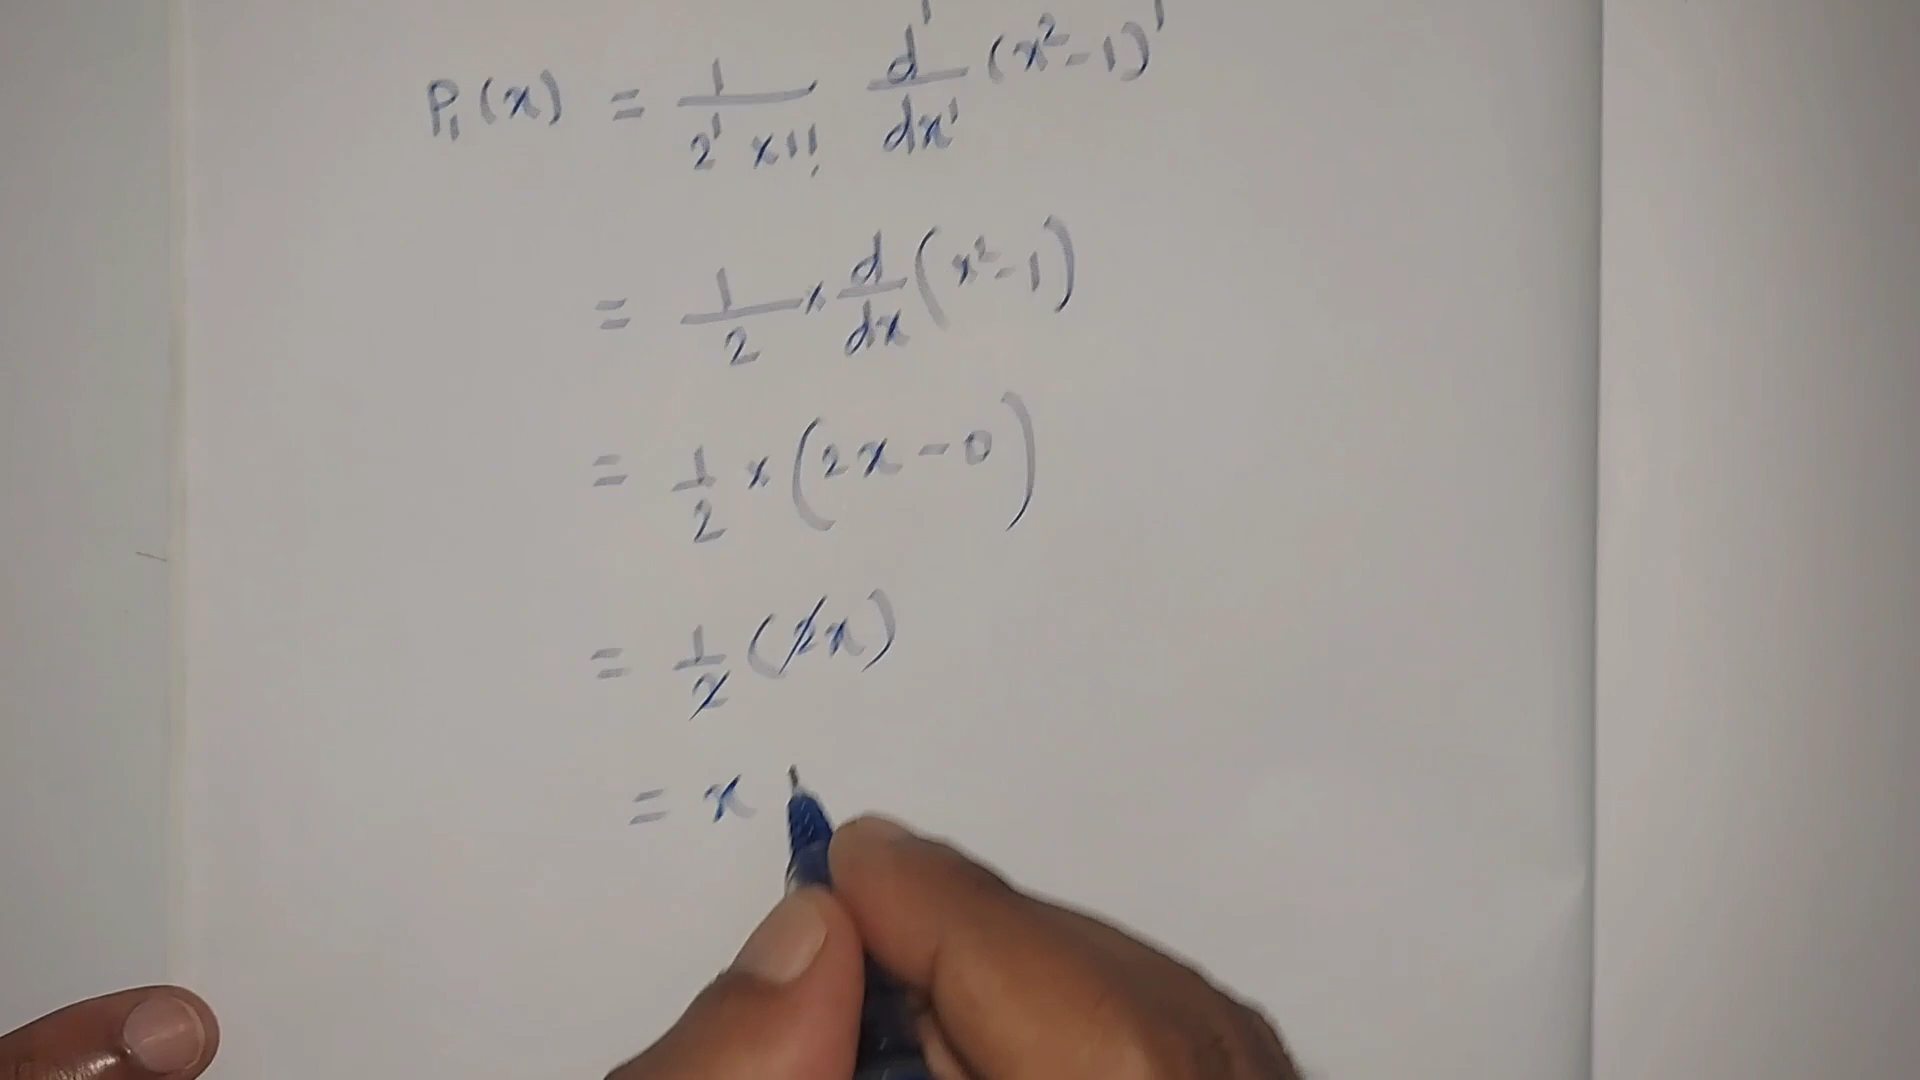 P₁(x) = 1/(2¹ × 1!) d¹/dx¹ (x²-1)¹
= 1/2 × d/dx (x²-1)
= 1/2 × (2x-0)
= 1/2 (2x)
= x